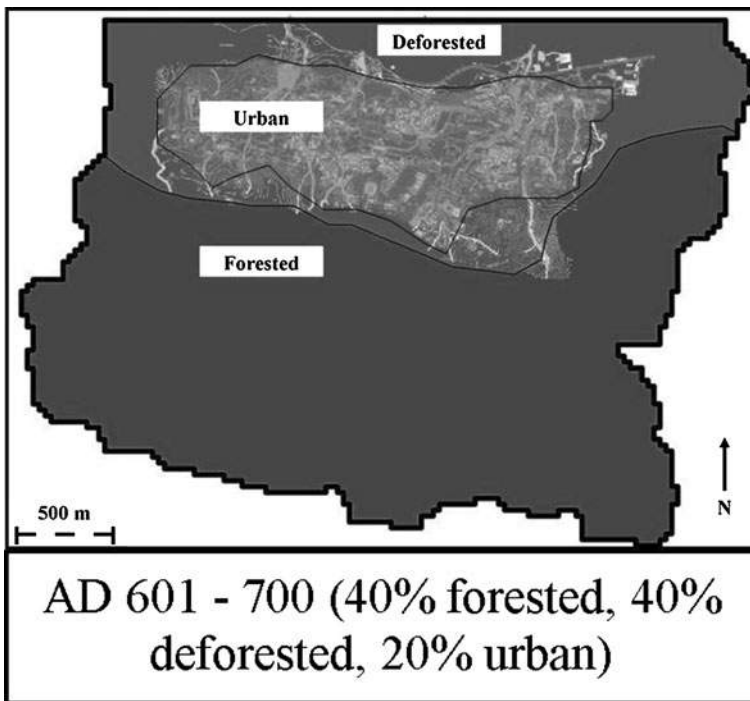 Deforested
Urban
Forested
500 m
N
AD 601 - 700 (40% forested, 40%
deforested, 20% urban)